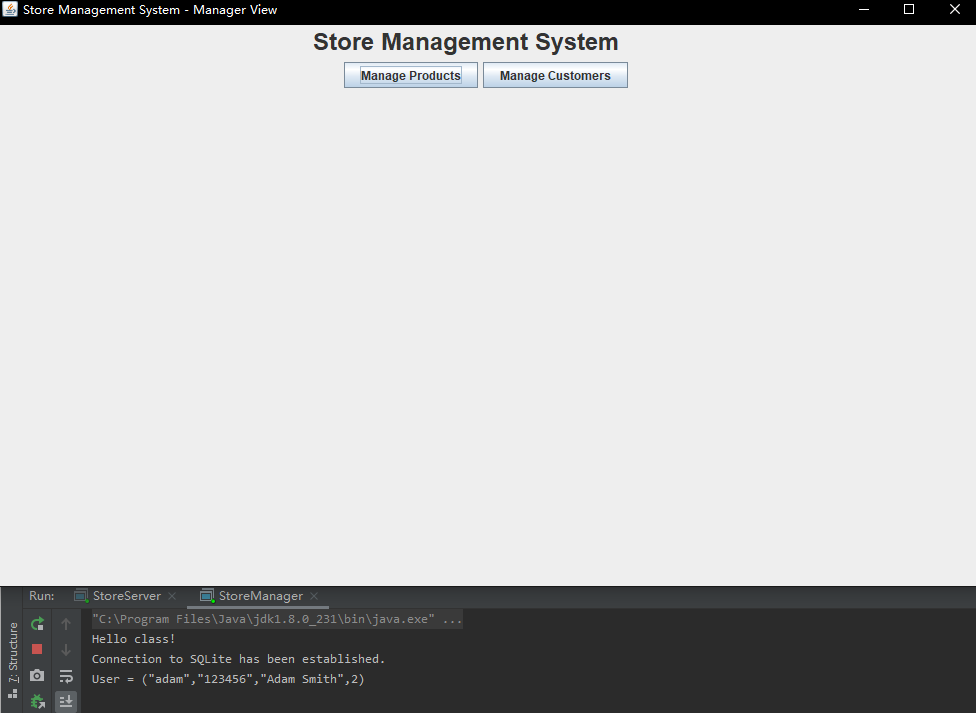 Store Management System - Manager View
Store Management System
Manage Products Manage Customers
Run: StoreServer StoreManager
"C:\Program Files\Java\jdk1.8.0_231\bin\java.exe" ...
Hello class!
Connection to SQLite has been established.
User = ("adam","123456","Adam Smith",2)
7: Structure